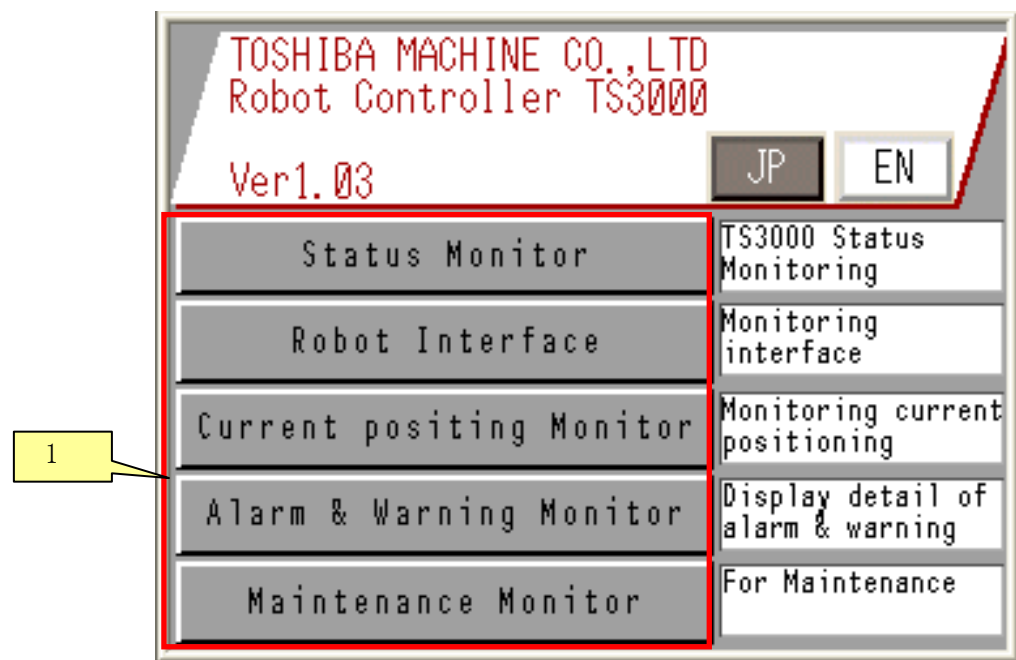 TOSHIBA MACHINE CO.,LTD
Robot Controller TS3000
Ver1.03
JP
EN
Status Monitor
TS3000 Status
Monitoring
Robot Interface
Monitoring
interface
Current positing Monitor
Monitoring current
positioning
1
Alarm & Warning Monitor
Display detail of
alarm & warning
Maintenance Monitor
For Maintenance